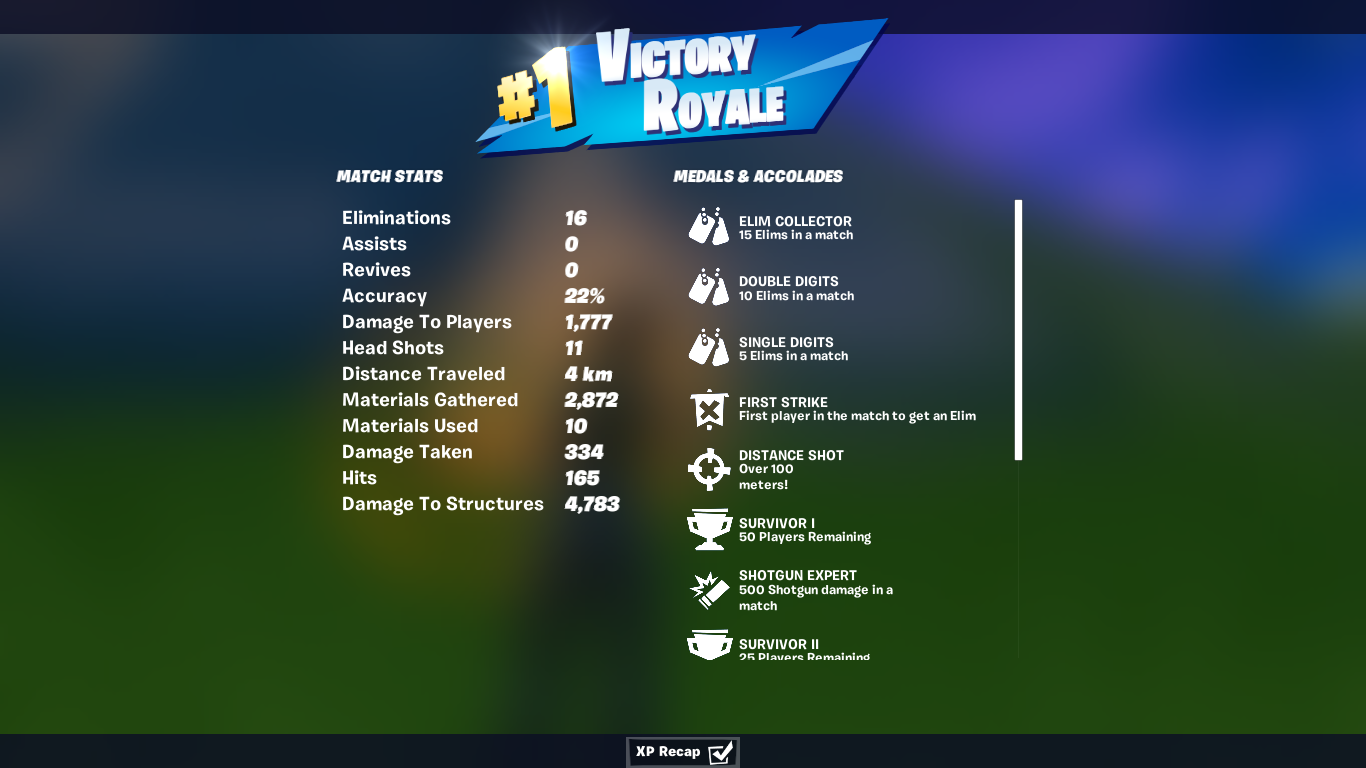 #1 VICTORY
ROYALE
MATCH STATS
Eliminations 16
Assists 0
Revives 0
Accuracy 22%
Damage To Players 1,777
Head Shots 11
Distance Traveled 4 km
Materials Gathered 2,872
Materials Used 10
Damage Taken 334
Hits 165
Damage To Structures 4,783
MEDALS & ACCOLADES
ELIM COLLECTOR
15 Elims in a match
DOUBLE DIGITS
10 Elims in a match
SINGLE DIGITS
5 Elims in a match
FIRST STRIKE
First player in the match to get an Elim
DISTANCE SHOT
Over 100
meters!
SURVIVOR I
50 Players Remaining
SHOTGUN EXPERT
500 Shotgun damage in a
match
SURVIVOR II
25 Players Remaining
XP Recap